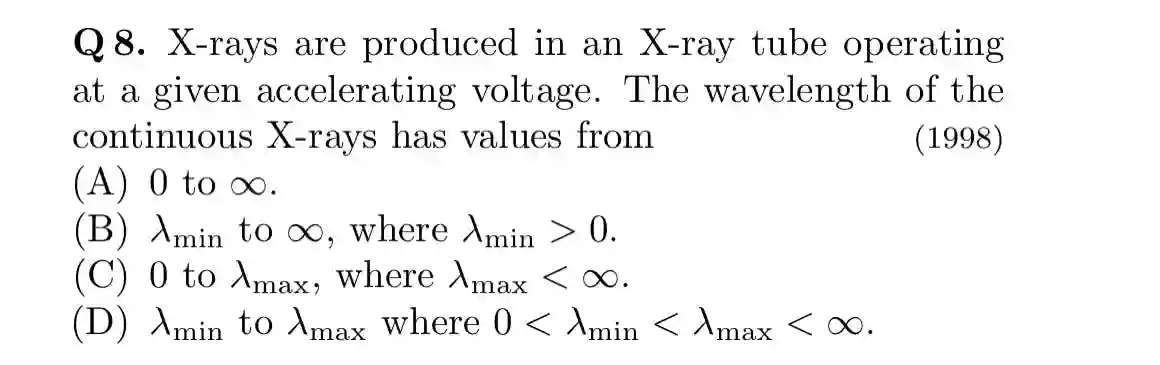 Q 8. X-rays are produced in an X-ray tube operating
at a given accelerating voltage. The wavelength of the
continuous X-rays has values from (1998)
(A) 0 to ∞.
(B) λmin to ∞, where λmin > 0.
(C) 0 to λmax, where λmax < ∞.
(D) λmin to λmax where 0 < λmin < λmax < ∞.